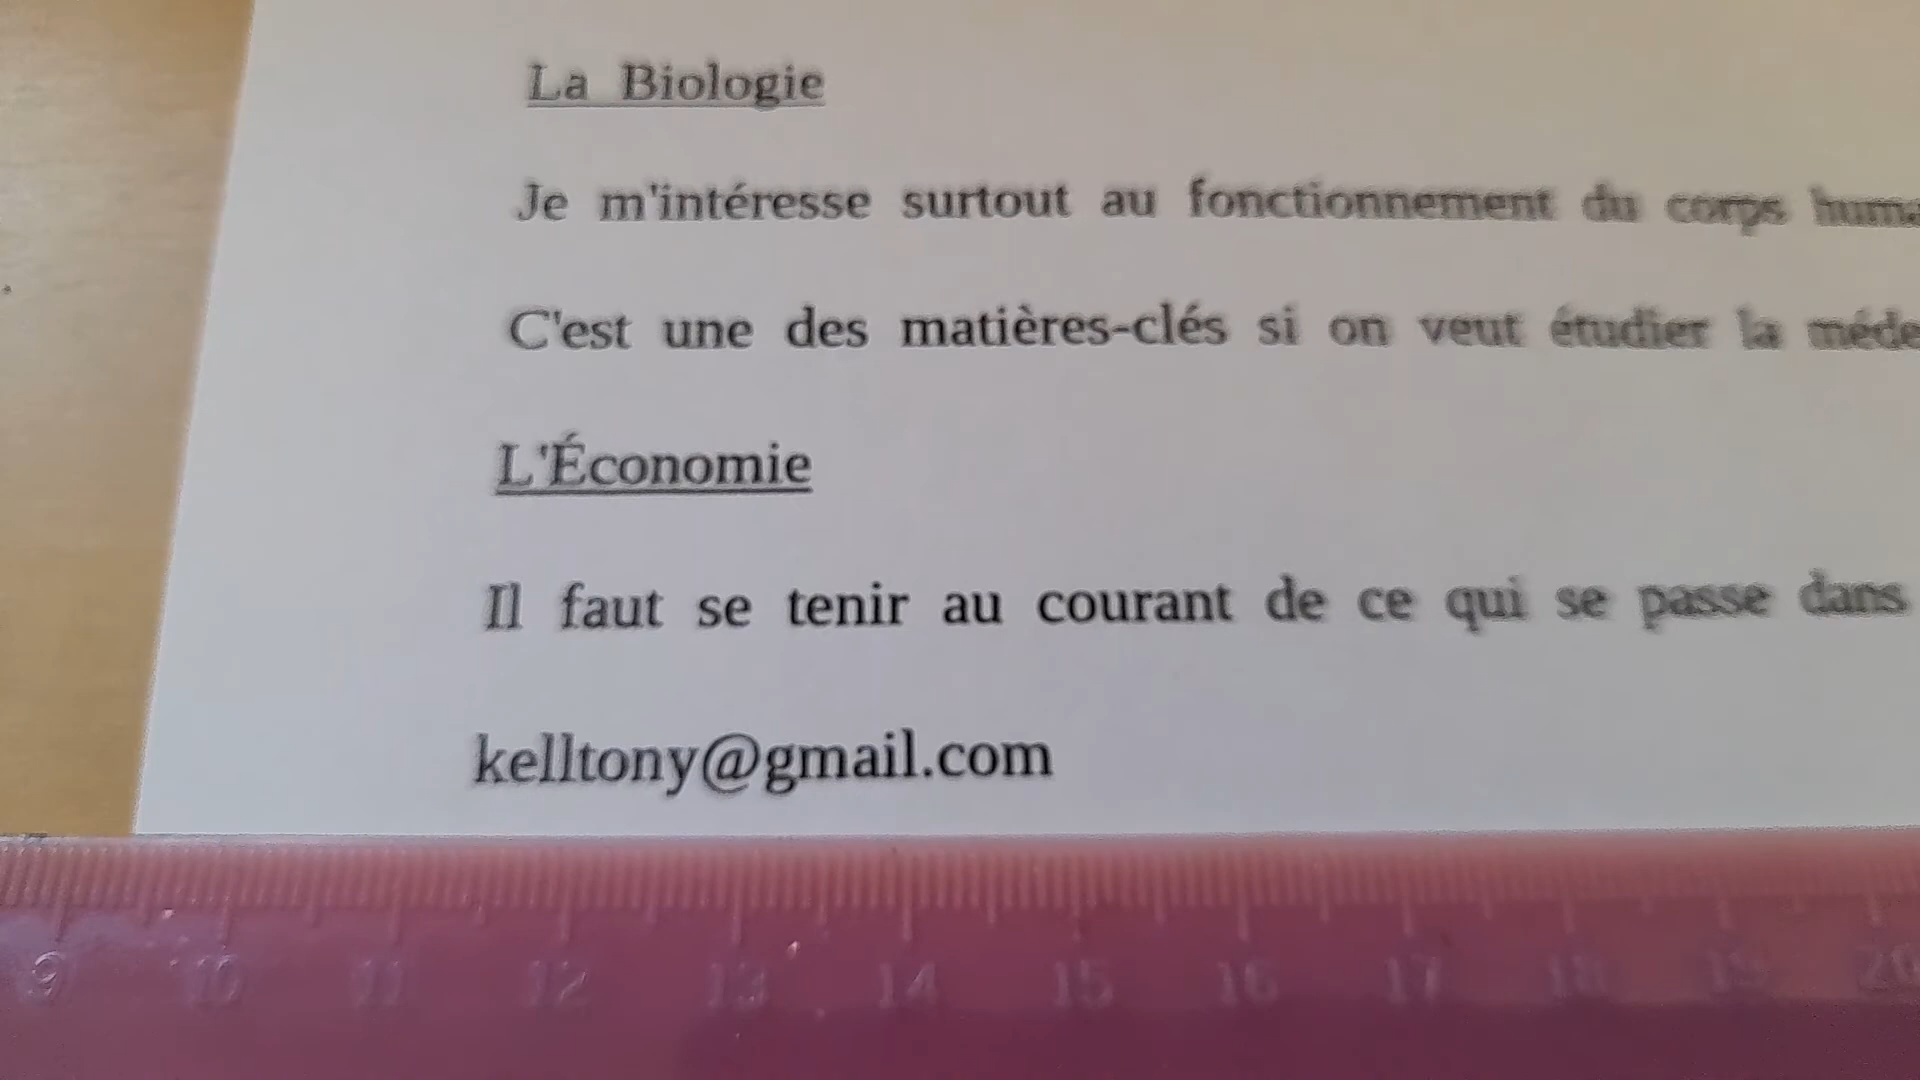 La Biologie
Je m'intéresse surtout au fonctionnement du corps
C'est une des matières-clés si on veut étudier la
L'Économie
Il faut se tenir au courant de ce qui se passe dans
kelltony@gmail.com
9 10 11 12 13 14 15 16 17 18 19 20